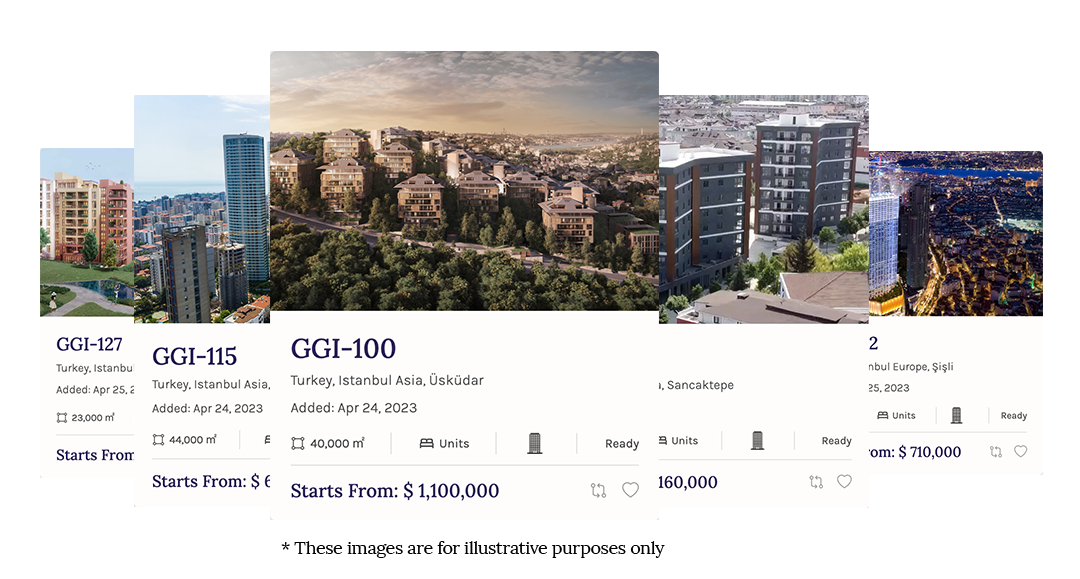 GGI-127
Turkey, Istanbu
Added: Apr 25, 2
23,000 ㎡
Starts From
GGI-115
Turkey, Istanbul Asia,
Added: Apr 24, 2023
44,000 ㎡
Starts From: $ 6
GGI-100
Turkey, Istanbul Asia, Üsküdar
Added: Apr 24, 2023
40,000 ㎡ Units Ready
Starts From: $ 1,100,000
, Sancaktepe
Units Ready
160,000
2
nbul Europe, Şişli
25, 2023
Units Ready
om: $ 710,000
* These images are for illustrative purposes only